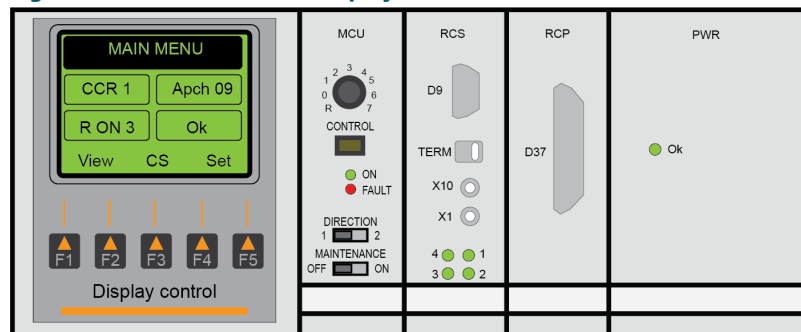 MAIN MENU
CCR 1
Apch 09
R ON 3
Ok
View CS Set
F1 F2 F3 F4 F5
Display control
MCU
R 0 1 2 3 4 5 6 7
CONTROL
ON
FAULT
DIRECTION
1 2
MAINTENANCE
OFF ON
RCS
D9
TERM
X10
X1
4 1
3 2
RCP
D37
PWR
Ok